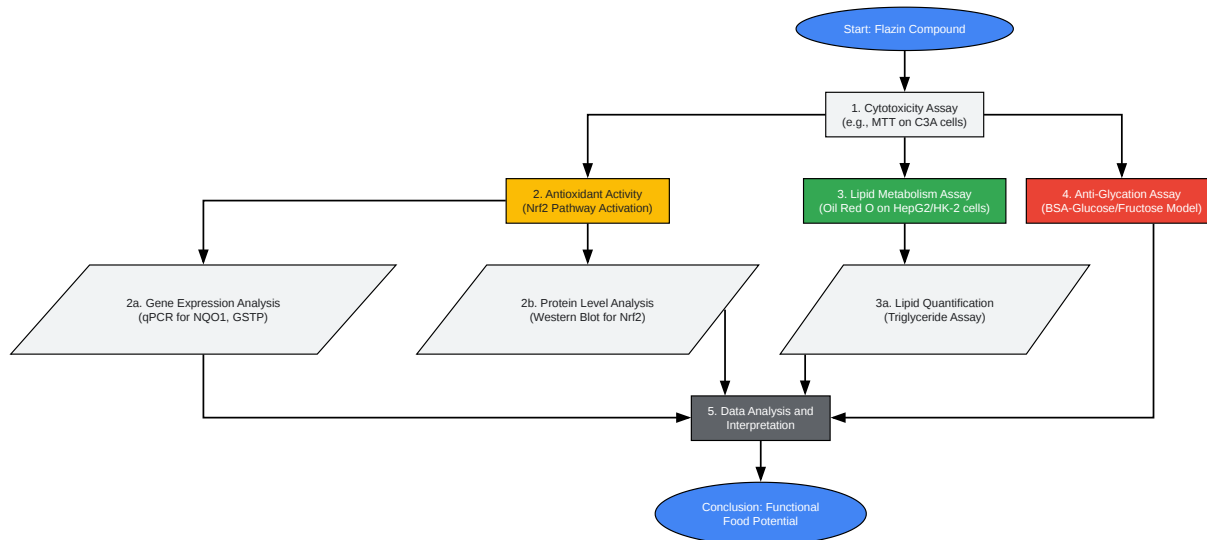 Start: Flazin Compound
1. Cytotoxicity Assay
(e.g., MTT on C3A cells)
2. Antioxidant Activity
(Nrf2 Pathway Activation)
3. Lipid Metabolism Assay
(Oil Red O on HepG2/HK-2 cells)
4. Anti-Glycation Assay
(BSA-Glucose/Fructose Model)
2a. Gene Expression Analysis
(qPCR for NQO1, GSTP)
2b. Protein Level Analysis
(Western Blot for Nrf2)
3a. Lipid Quantification
(Triglyceride Assay)
5. Data Analysis and
Interpretation
Conclusion: Functional
Food Potential